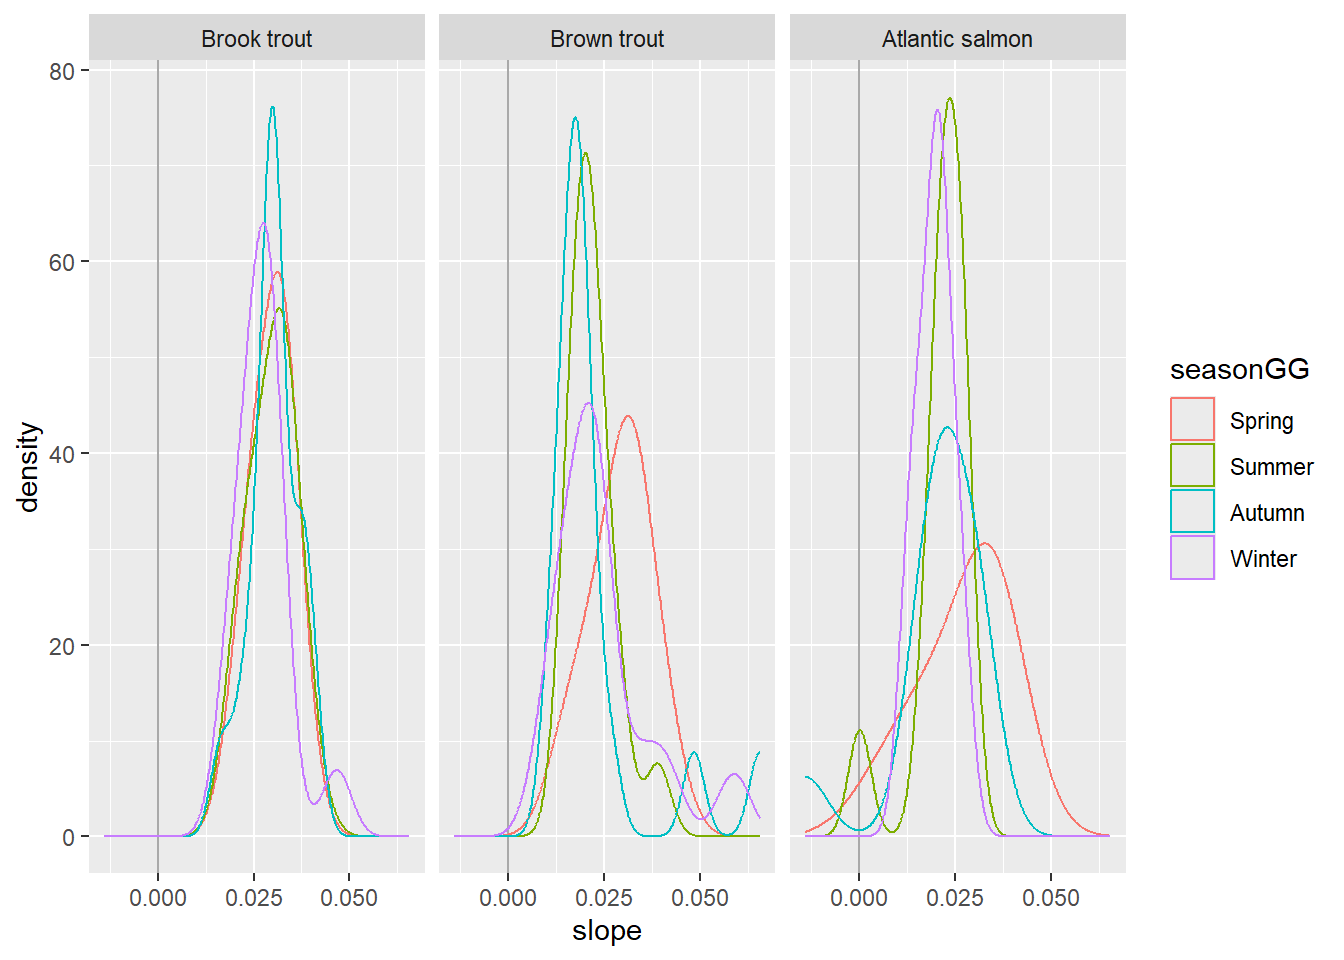 Brook trout
Brown trout
Atlantic salmon
80
60
40
20
0
density
0.000 0.025 0.050
0.000 0.025 0.050
0.000 0.025 0.050
slope
seasonGG
Spring
Summer
Autumn
Winter